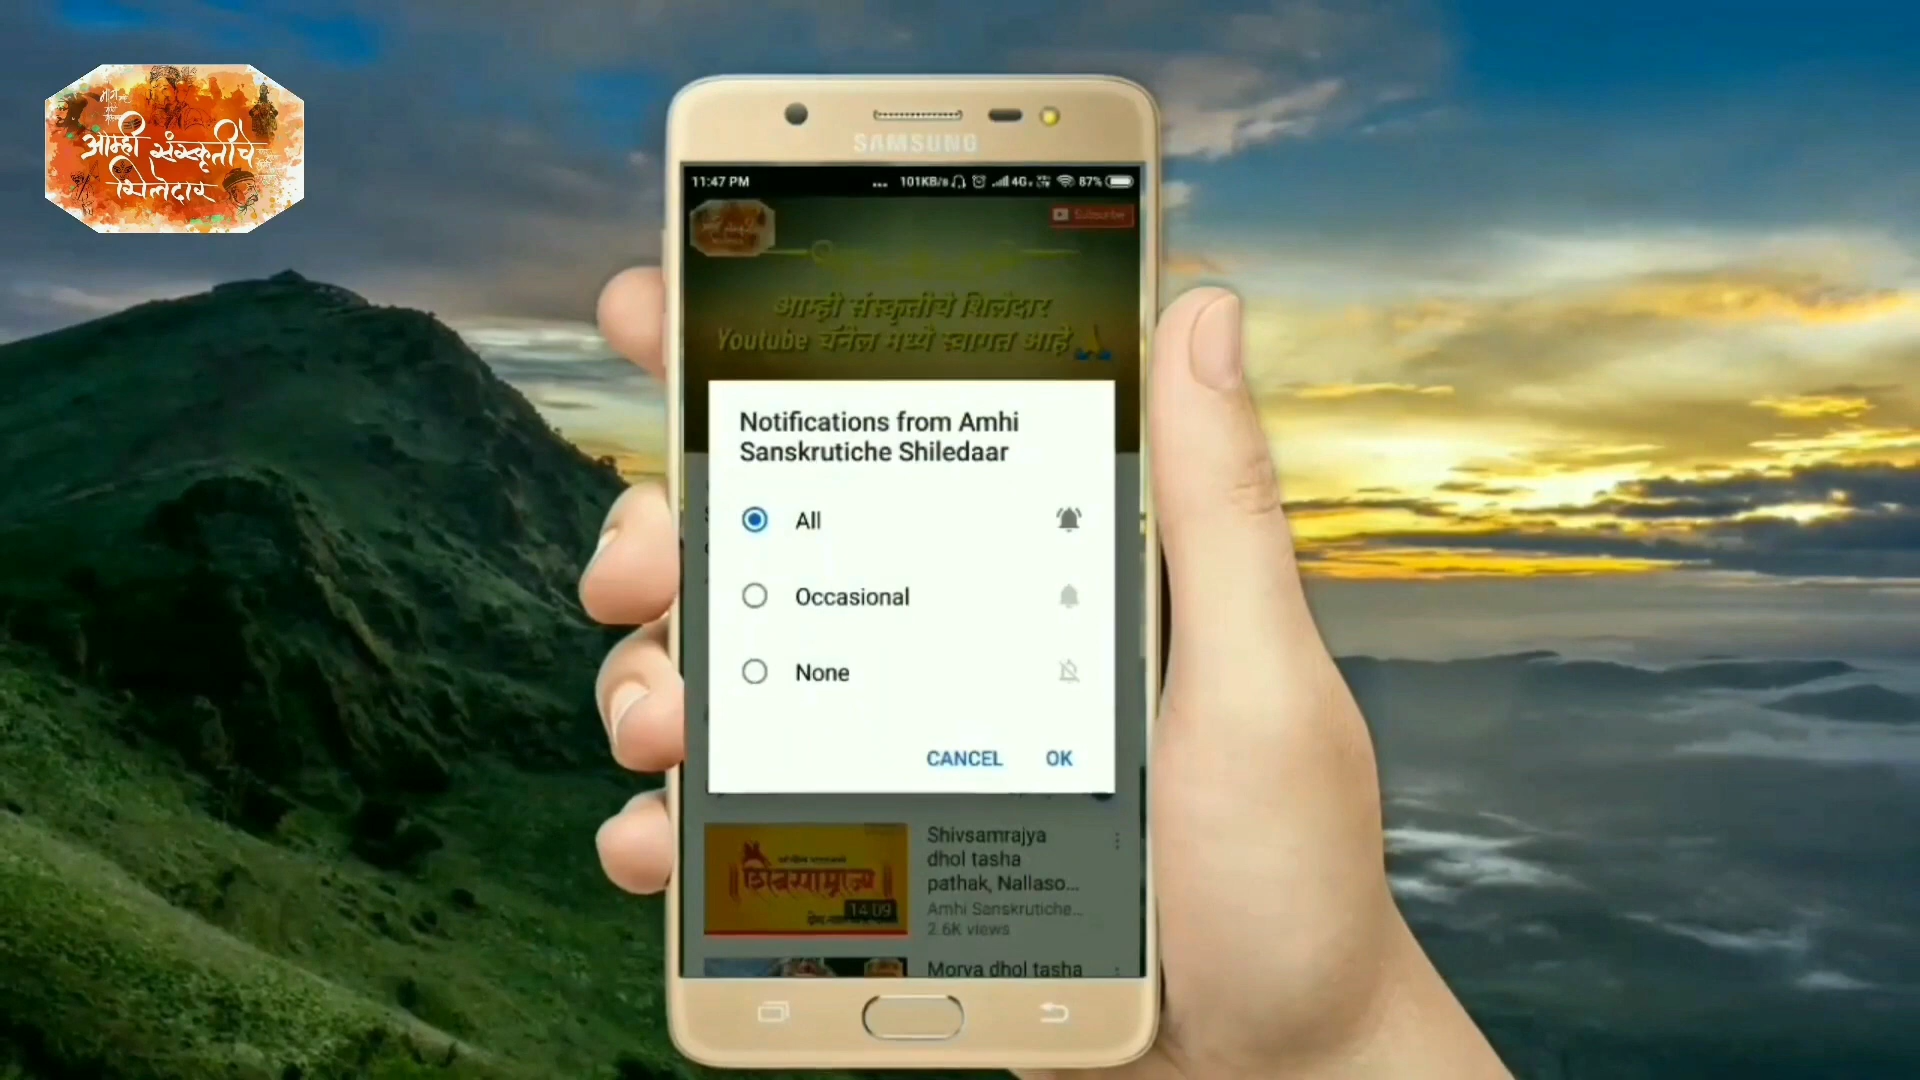 आम्ही संस्कृतीचे
शिलेदार
SAMSUNG
11:47 PM
... 101KB/s 4G+ 87%
Subscribe
आम्ही संस्कृतीचे शिलेदार
Youtube चॅनेल मध्ये स्वागत आहे
Notifications from Amhi
Sanskrutiche Shiledaar
All
Occasional
None
CANCEL
OK
शिवसाम्राज्य
14:09
Shivsamrajya
dhol tasha
pathak, Nallaso...
Amhi Sanskrutiche...
2.6K views
Morya dhol tasha